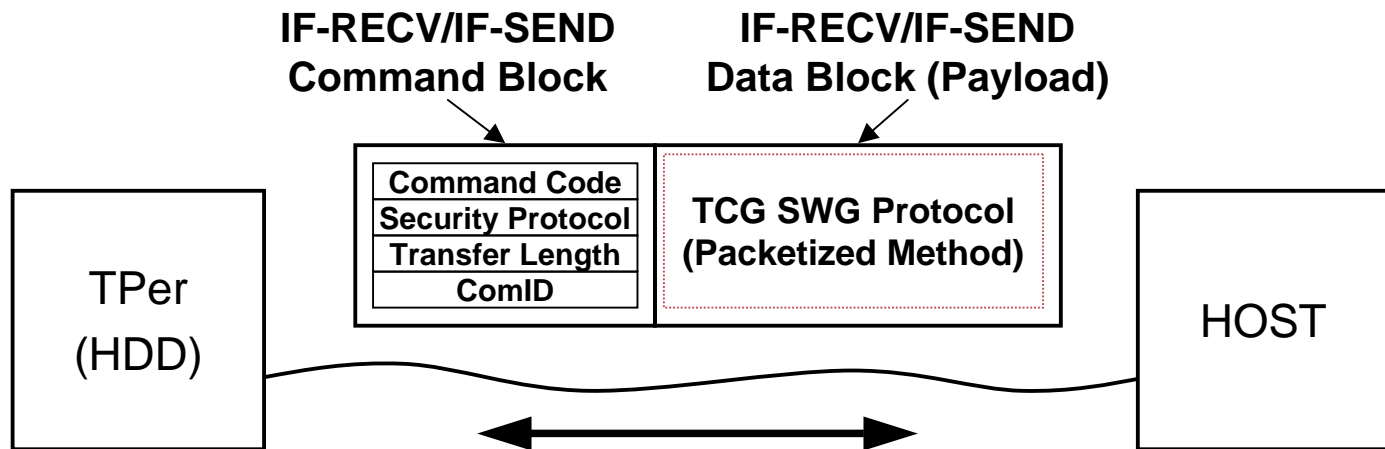 IF-RECV/IF-SEND
Command Block
IF-RECV/IF-SEND
Data Block (Payload)
Command Code
Security Protocol
Transfer Length
ComID
TCG SWG Protocol
(Packetized Method)
TPer
(HDD)
HOST